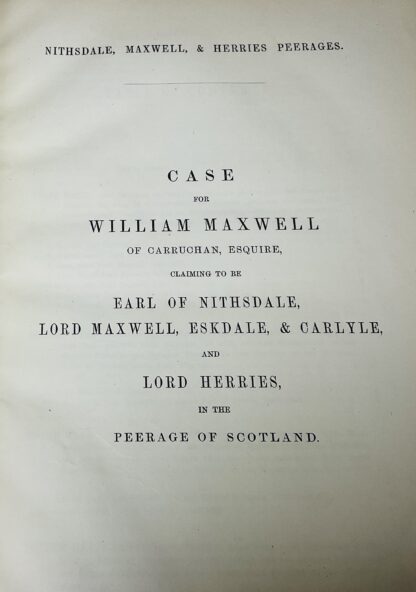 NITHSDALE, MAXWELL, & HERRIES PEERAGES.
CASE
FOR
WILLIAM MAXWELL
OF CARRUCHAN, ESQUIRE,
CLAIMING TO BE
EARL OF NITHSDALE,
LORD MAXWELL, ESKDALE, & CARLYLE,
AND
LORD HERRIES,
IN THE
PEERAGE OF SCOTLAND.